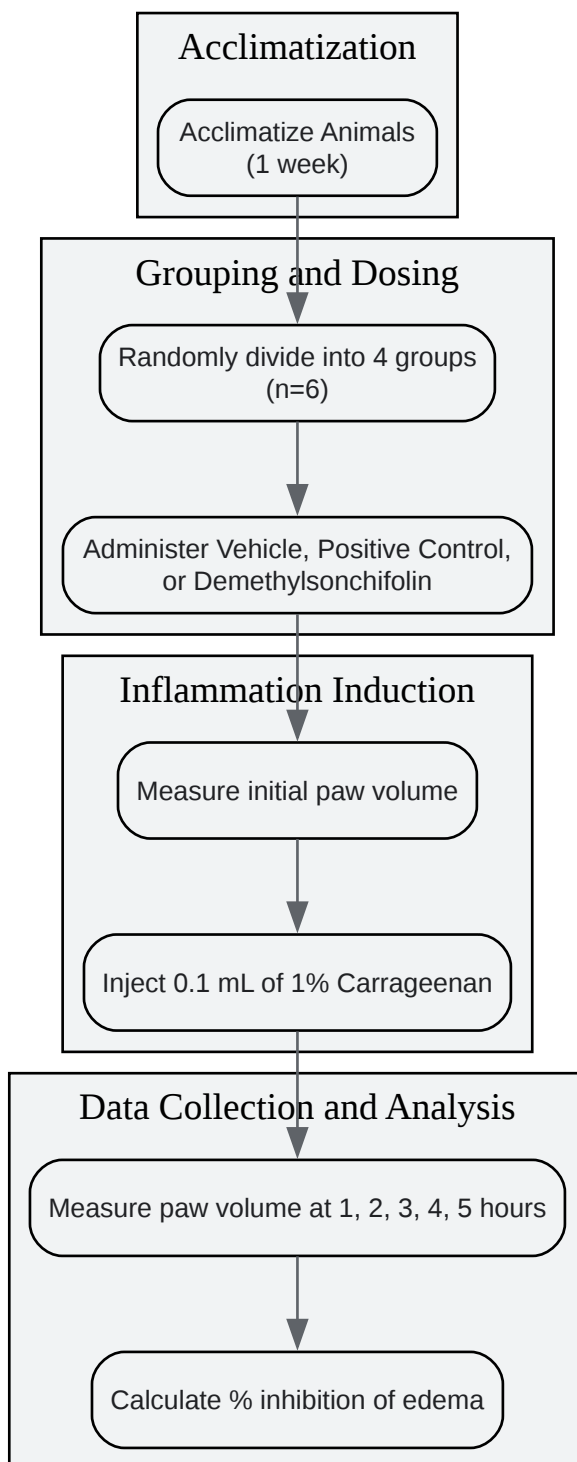 Acclimatization
Acclimatize Animals
(1 week)
Grouping and Dosing
Randomly divide into 4 groups
(n=6)
Administer Vehicle, Positive Control,
or Demethylsonchifolin
Inflammation Induction
Measure initial paw volume
Inject 0.1 mL of 1% Carrageenan
Data Collection and Analysis
Measure paw volume at 1, 2, 3, 4, 5 hours
Calculate % inhibition of edema